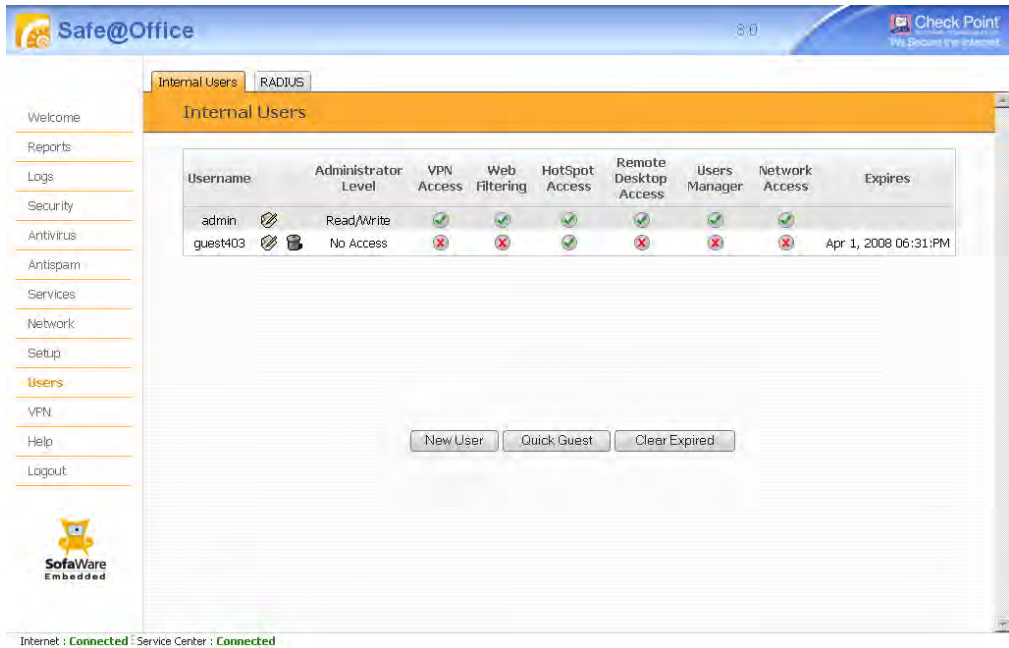 Safe@Office
8.0
Check Point
We Secure the Internet
Internal Users
RADIUS
Internal Users
Welcome
Reports
Logs
Security
Antivirus
Antispam
Services
Network
Setup
Users
VPN
Help
Logout
Username Administrator Level VPN Access Web Filtering HotSpot Access Remote Desktop Access Users Manager Network Access Expires
admin Read/Write
guest403 No Access Apr 1, 2008 06:31:PM
New User
Quick Guest
Clear Expired
SofaWare
Embedded
Internet : Connected Service Center : Connected